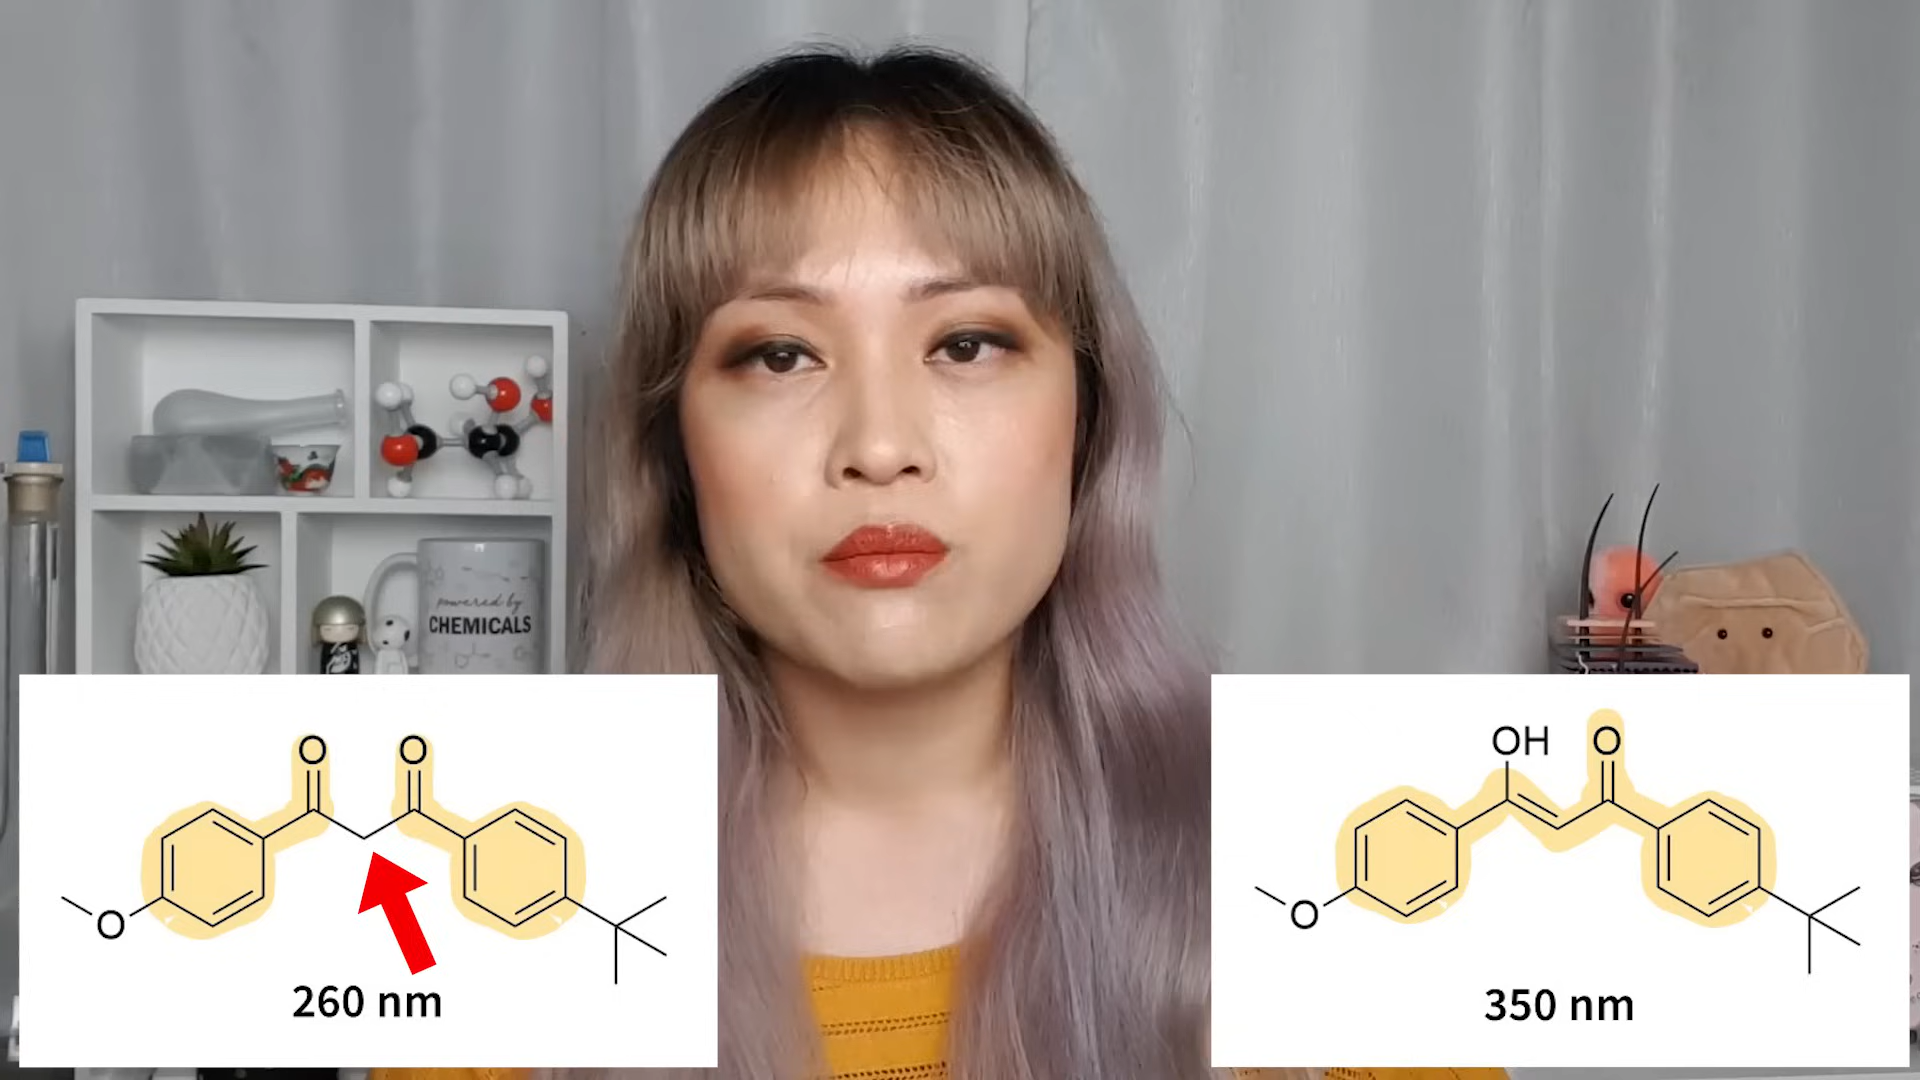 powered by
CHEMICALS
O O
O
260 nm
OH O
O
350 nm